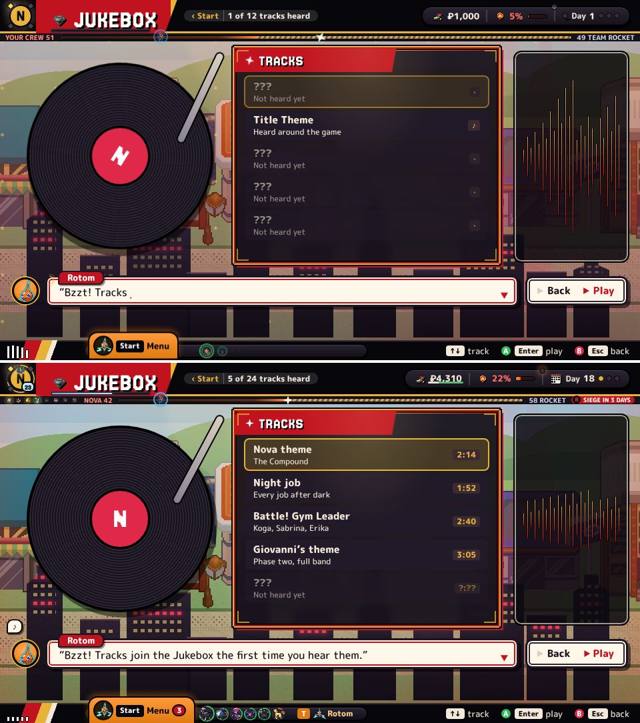 N JUKEBOX ‹ Start 1 of 12 tracks heard ₽1,000 5% Day 1
YOUR CREW 51 49 TEAM ROCKET
TRACKS
???
Not heard yet
Title Theme
Heard around the game
???
Not heard yet
???
Not heard yet
???
Not heard yet
N
Rotom
“Bzzt! Tracks
Back Play
Start Menu ↑↓ track A Enter play B Esc back
JUKEBOX ‹ Start 5 of 24 tracks heard ₽4,310 22% Day 18
NOVA 42 58 ROCKET SIEGE IN 3 DAYS
TRACKS
Nova theme 2:14
The Compound
Night job 1:52
Every job after dark
Battle! Gym Leader 2:40
Koga, Sabrina, Erika
Giovanni’s theme 3:05
Phase two, full band
??? ?:??
Not heard yet
N
Rotom
“Bzzt! Tracks join the Jukebox the first time you hear them.”
Back Play
Start Menu 3 T Rotom ↑↓ track A Enter play B Esc back